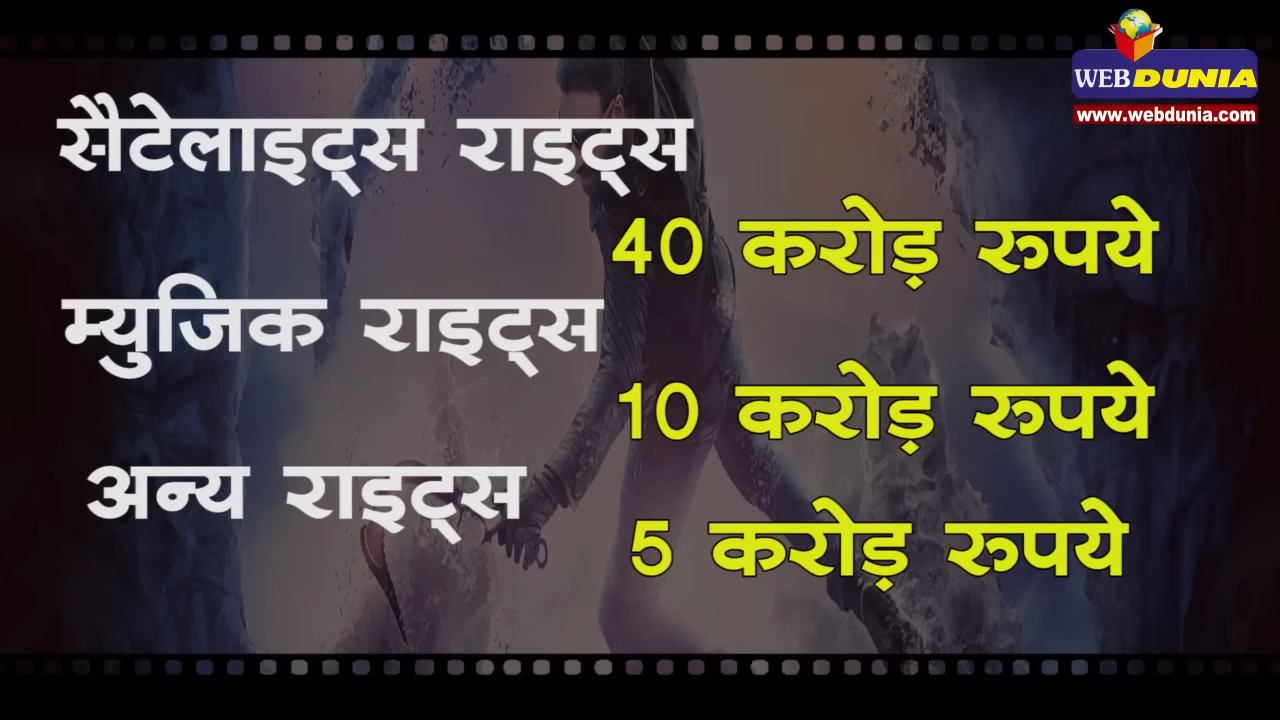 WEBDUNIA
www.webdunia.com
सैटेलाइट्स राइट्स
40 करोड़ रुपये
म्युजिक राइट्स
10 करोड़ रुपये
अन्य राइट्स
5 करोड़ रुपये